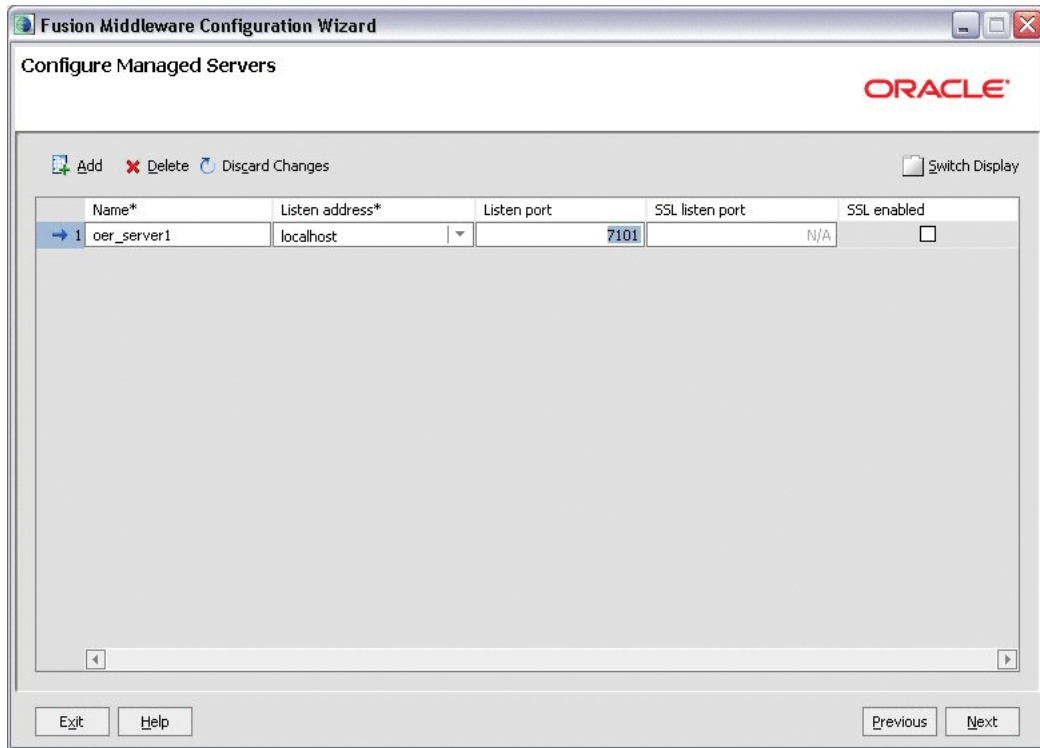 Fusion Middleware Configuration Wizard
Configure Managed Servers
ORACLE
Add Delete Discard Changes Switch Display
Name* Listen address* Listen port SSL listen port SSL enabled
1 oer_server1 localhost 7101 N/A
Exit Help Previous Next